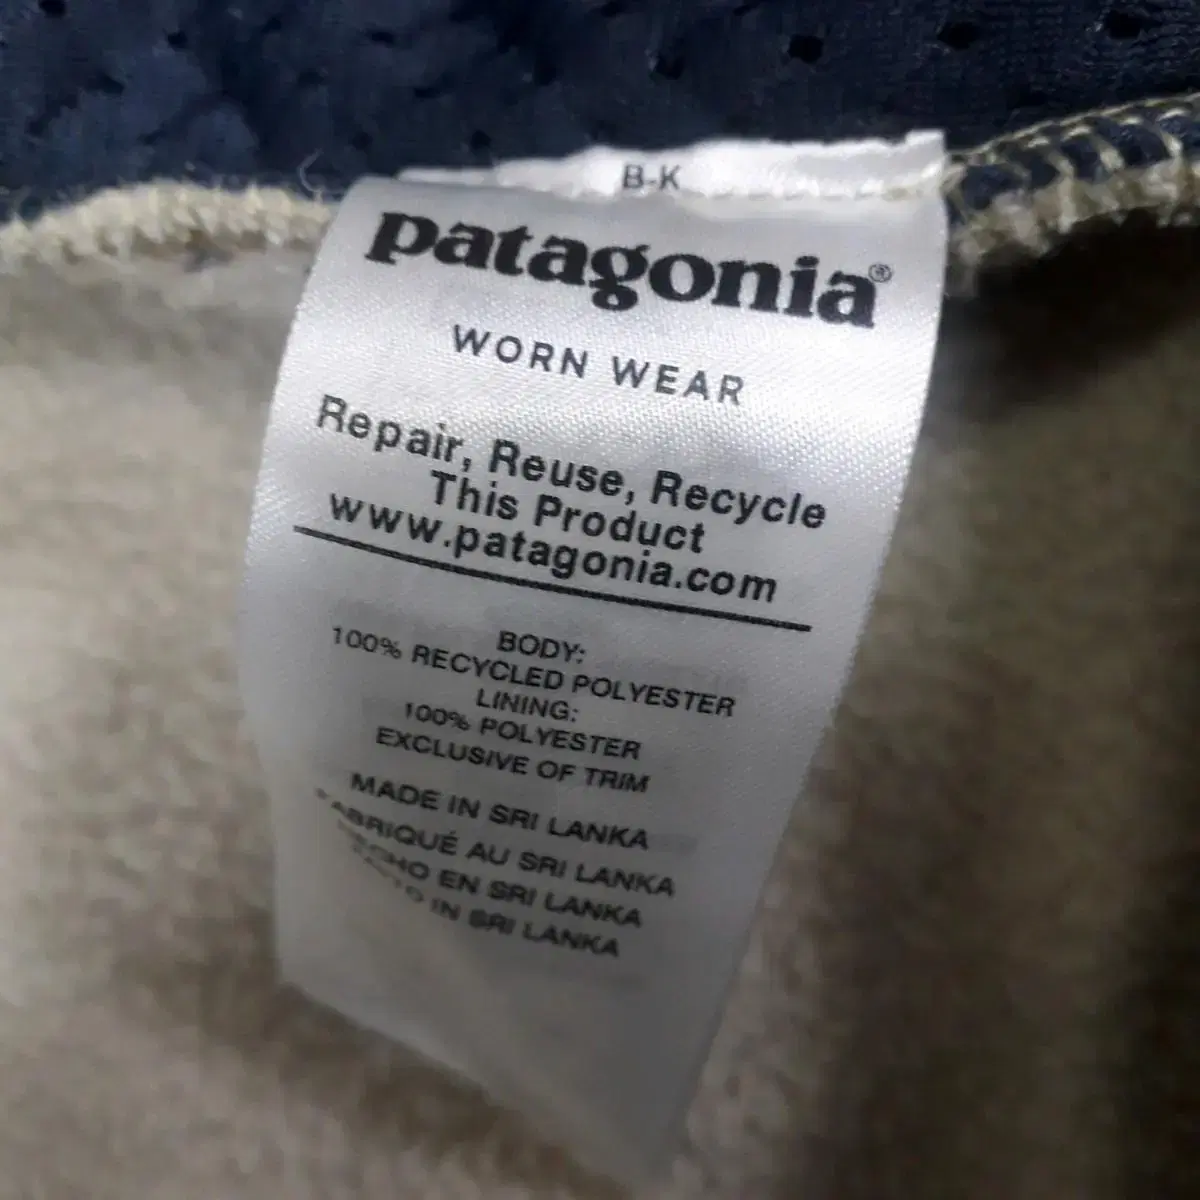 B-K
patagonia®
WORN WEAR
Repair, Reuse, Recycle
This Product
www.patagonia.com
BODY:
100% RECYCLED POLYESTER
LINING:
100% POLYESTER
EXCLUSIVE OF TRIM
MADE IN SRI LANKA
FABRIQUÉ AU SRI LANKA
EN SRI LANKA
IN SRI LANKA